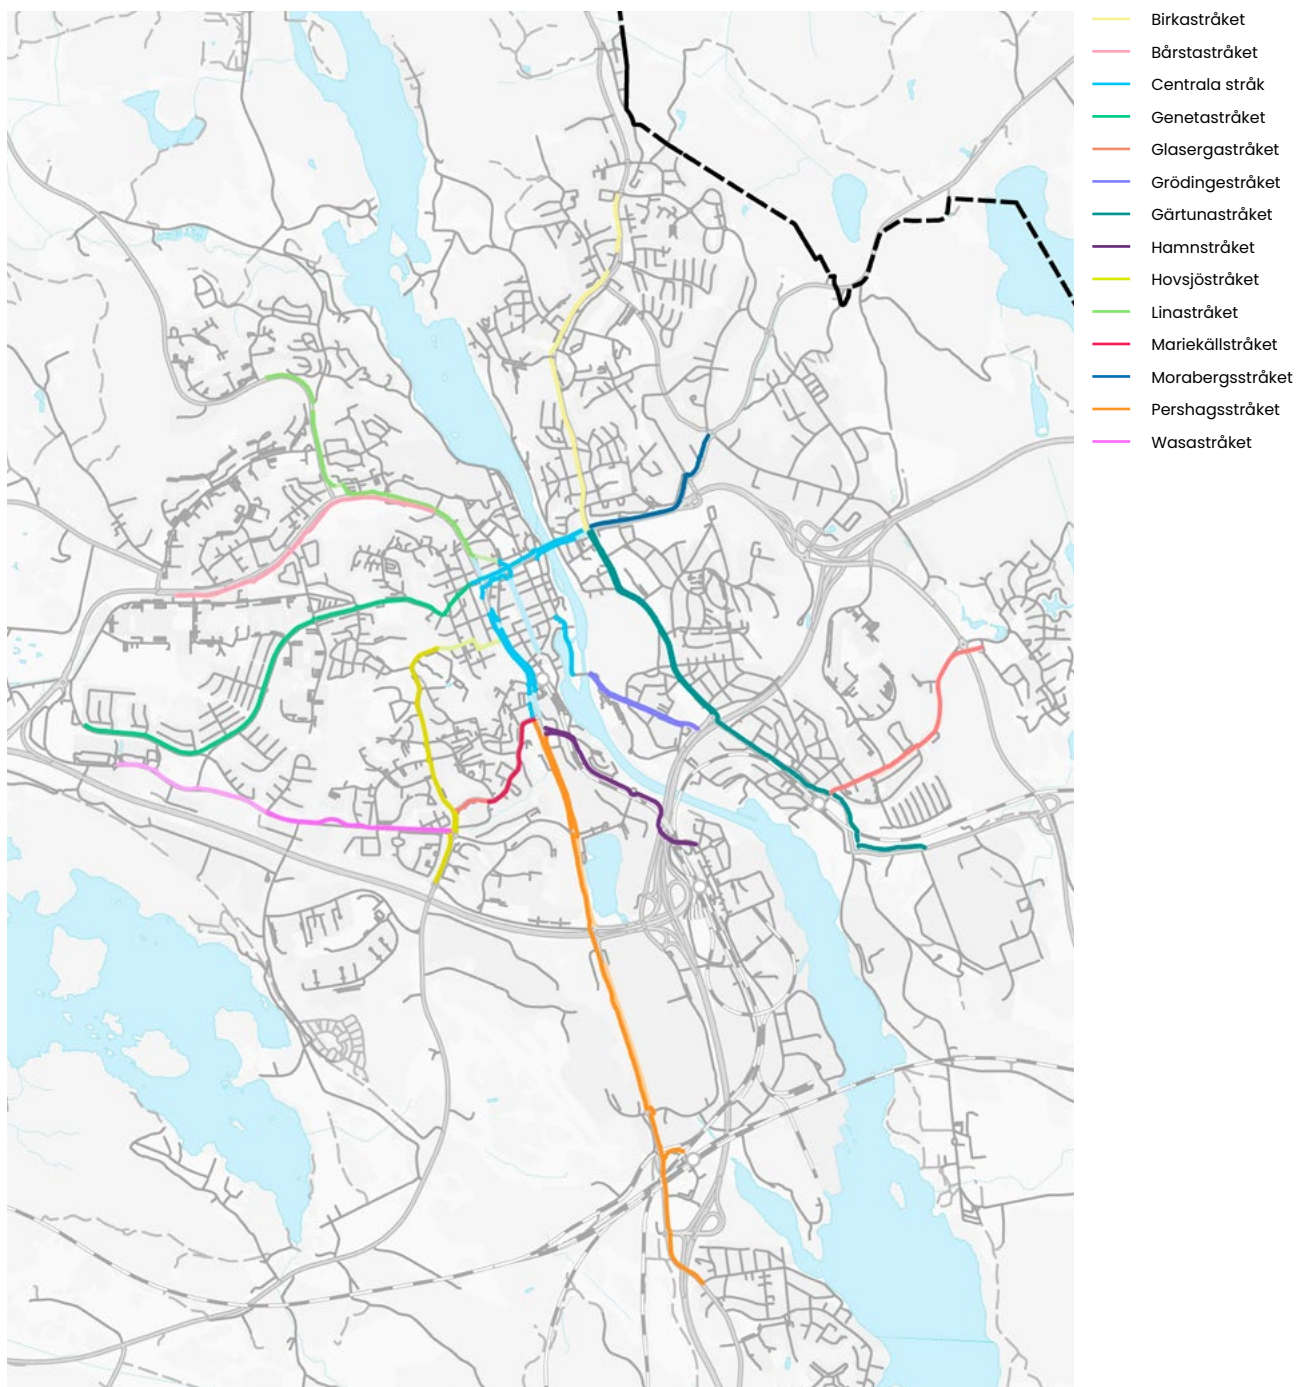 Birkastråket
Bårstastråket
Centrala stråk
Genetastråket
Glasergastråket
Grödingestråket
Gärtunastråket
Hamnstråket
Hovsjöstråket
Linastråket
Mariekällstråket
Morabergsstråket
Pershagsstråket
Wasastråket